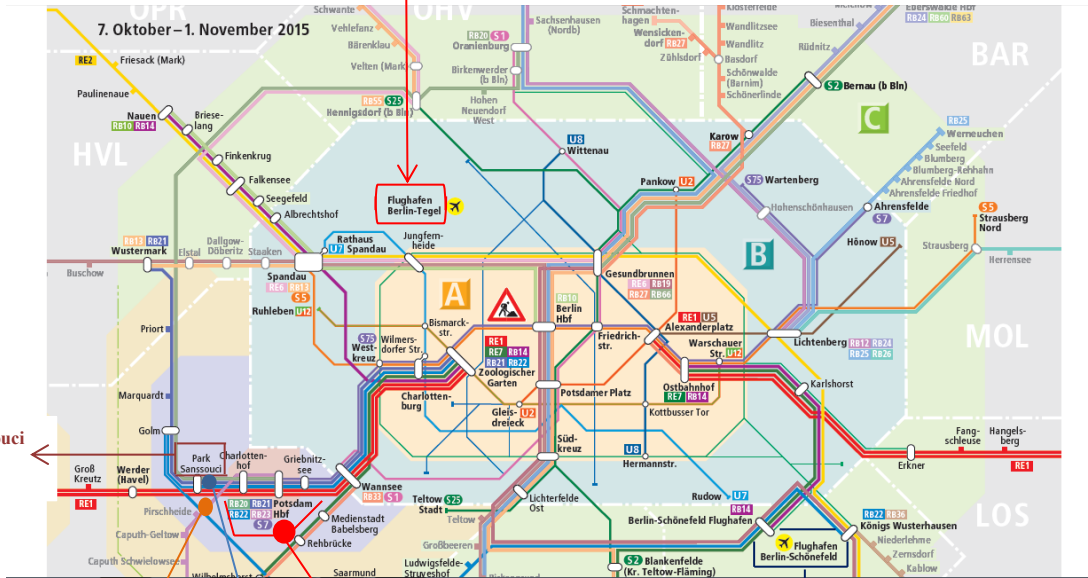 OPR
OHV
BAR
HVL
MOL
LOS
7. Oktober – 1. November 2015
RE2
Friesack (Mark)
Paulinenaue
Nauen
RB10 RB14
Briese-
lang
Finkenkrug
Falkensee
Seegefeld
Albrechtshof
Schwante
Vehlefanz
Bärenklau
Velten (Mark)
RB55 S25
Hennigsdorf (b Bln)
Sachsenhausen
(Nordb)
RB20 S1
Oranienburg
Birkenwerder
(b Bln)
Hohen
Neuendorf
West
Schmachten-
hagen
Wensicken-
dorf RB27
Zühlsdorf
Klosterfelde
Wandlitzsee
Wandlitz
Basdorf
Schönwalde
(Barnim)
Schönerlinde
Biesenthal
Rüdnitz
Eberswalde Hbf
RB24 RB60 RB63
S2 Bernau (b Bln)
C
Karow
RB27
RB25
Werneuchen
Seefeld
Blumberg
Blumberg-Rehhahn
Ahrensfelde Nord
Ahrensfelde Friedhof
Ahrensfelde
S7
S75 Wartenberg
Hohenschönhausen
Hönow U5
S5
Strausberg
Nord
Strausberg
Herrensee
U8
Wittenau
Pankow U2
Flughafen
Berlin-Tegel
Rathaus
U7 Spandau
Jungfern-
heide
RB13 RB21
Wustermark
Elstal
Dallgow-
Döberitz
Staaken
Buschow
Spandau
RE6 RB13
S5
Ruhleben U12
A
B
Gesundbrunnen
RE6 RB19
RB27 RB66
RB10
Berlin
Hbf
Bismarck-
str.
S75
West-
kreuz
Wilmers-
dorfer Str.
RE1
RE7 RB14
RB21 RB22
Zoologischer
Garten
Charlotten-
burg
Friedrich-
str.
RE1 U5
Alexanderplatz
Warschauer
Str. U12
Ostbahnhof
RE7 RB14
Lichtenberg
RB12 RB24
RB25 RB26
Karlshorst
Potsdamer Platz
Gleis-
dreieck U2
Kottbusser Tor
Süd-
kreuz
U8
Hermannstr.
Priort
Marquardt
Golm
Park
Sanssouci
Charlotten-
hof
Griebnitz-
see
Groß
Kreutz
RE1
Werder
(Havel)
Pirschheide
Caputh-Geltow
Caputh Schwielowsee
RB20 RB21
RB22 RB23
S7
Potsdam
Hbf
Wannsee
RB33 S1
Medienstadt
Babelsberg
Rehbrücke
Saarmund
Wilhelmshorst
Teltow S25
Stadt
Teltow
Großbeeren
Ludwigsfelde-
Struveshof
Lichterfelde
Ost
Rudow U7
RB14
Berlin-Schönefeld Flughafen
Flughafen
Berlin-Schönefeld
S2 Blankenfelde
(Kr. Teltow-Fläming)
RB22 RB36
Königs Wusterhausen
Niederlehme
Zernsdorf
Kablow
Erkner
Fang-
schleuse
Hangels-
berg
RE1